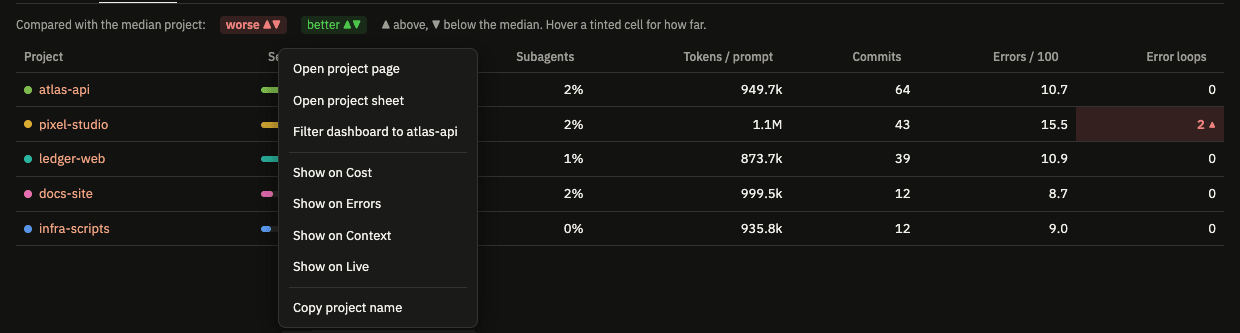 Compared with the median project: worse ▲▼ better ▲▼ ▲ above, ▼ below the median. Hover a tinted cell for how far.
Project Subagents Tokens / prompt Commits Errors / 100 Error loops
atlas-api 2% 949.7k 64 10.7 0
pixel-studio 2% 1.1M 43 15.5 2 ▲
ledger-web 1% 873.7k 39 10.9 0
docs-site 2% 999.5k 12 8.7 0
infra-scripts 0% 935.8k 12 9.0 0
Open project page
Open project sheet
Filter dashboard to atlas-api
Show on Cost
Show on Errors
Show on Context
Show on Live
Copy project name